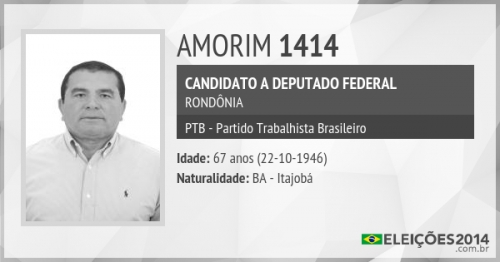 AMORIM 1414
CANDIDATO A DEPUTADO FEDERAL
RONDÔNIA
PTB - Partido Trabalhista Brasileiro
Idade: 67 anos (22-10-1946)
Naturalidade: BA - Itajobá
ELEIÇÕES2014
.com.br